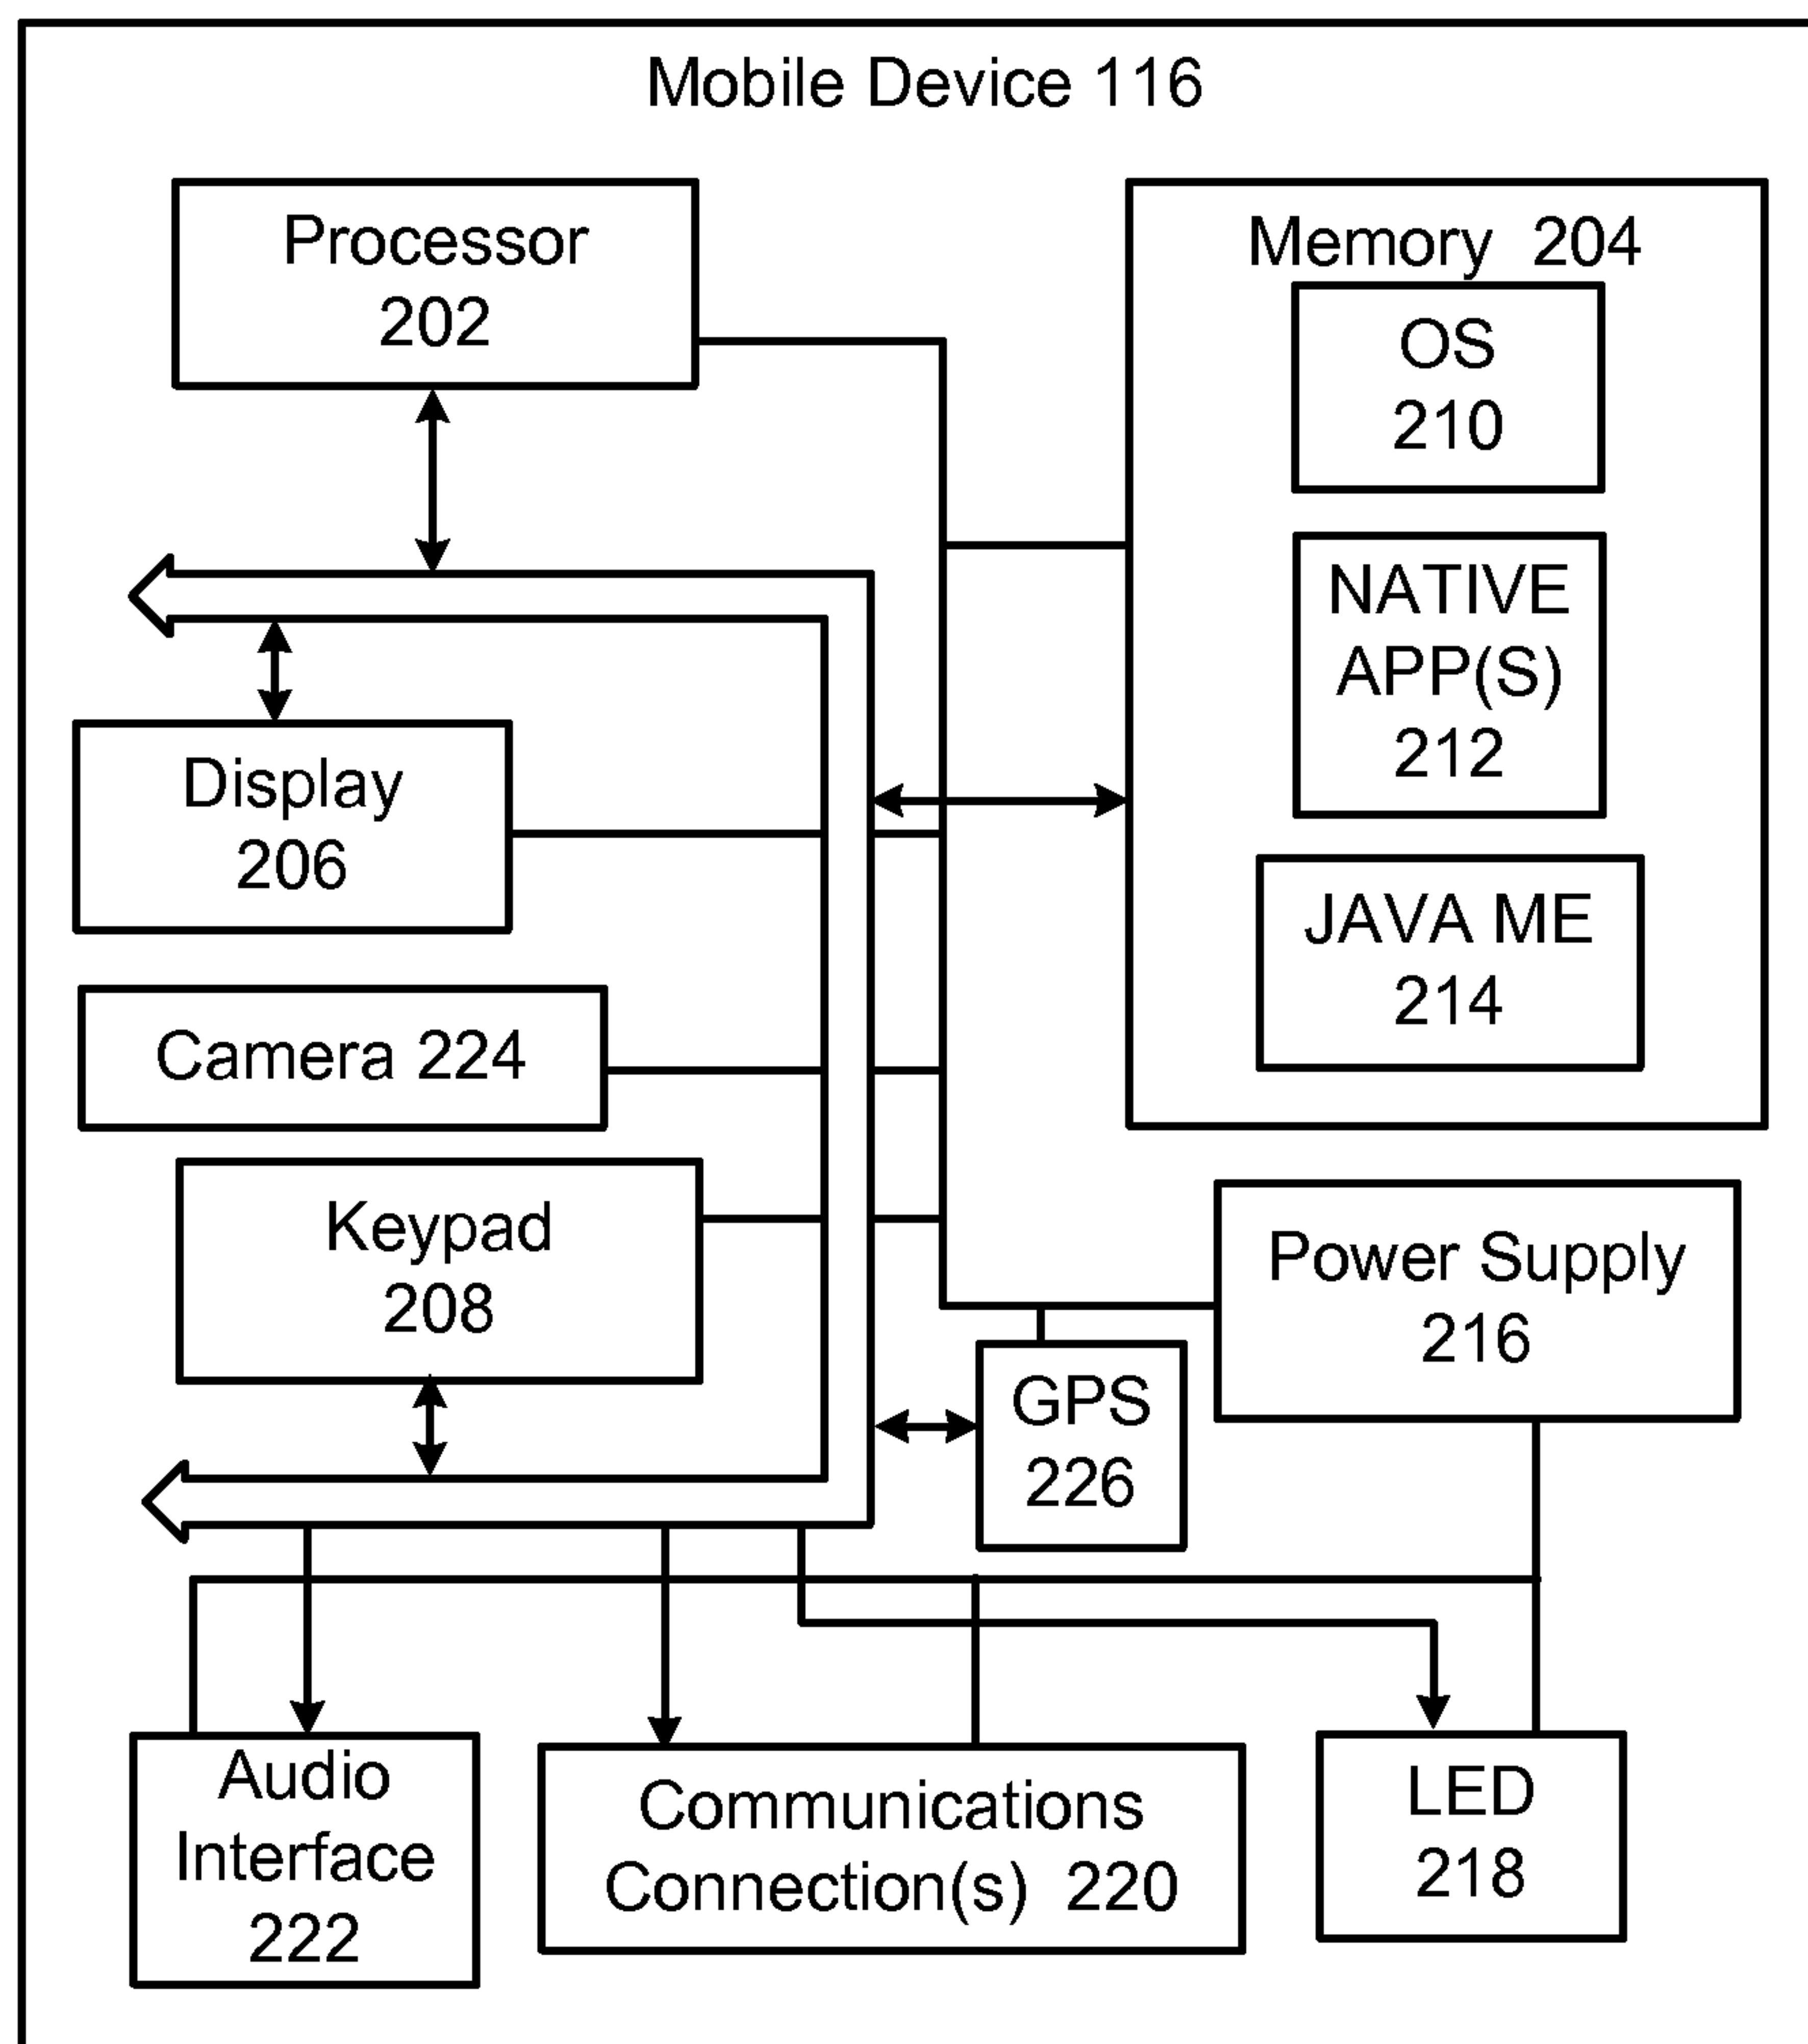 Mobile Device 116
Processor
202
Memory 204
OS
210
NATIVE
APP(S)
212
JAVA ME
214
Display
206
Camera 224
Keypad
208
Power Supply
216
GPS
226
Audio
Interface
222
Communications
Connection(s) 220
LED
218